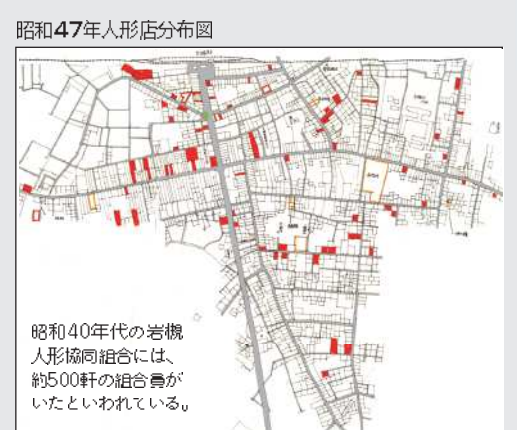 昭和47年人形店分布図
昭和40年代の岩槻
人形協同組合には、
約500軒の組合員が
いたといわれている。